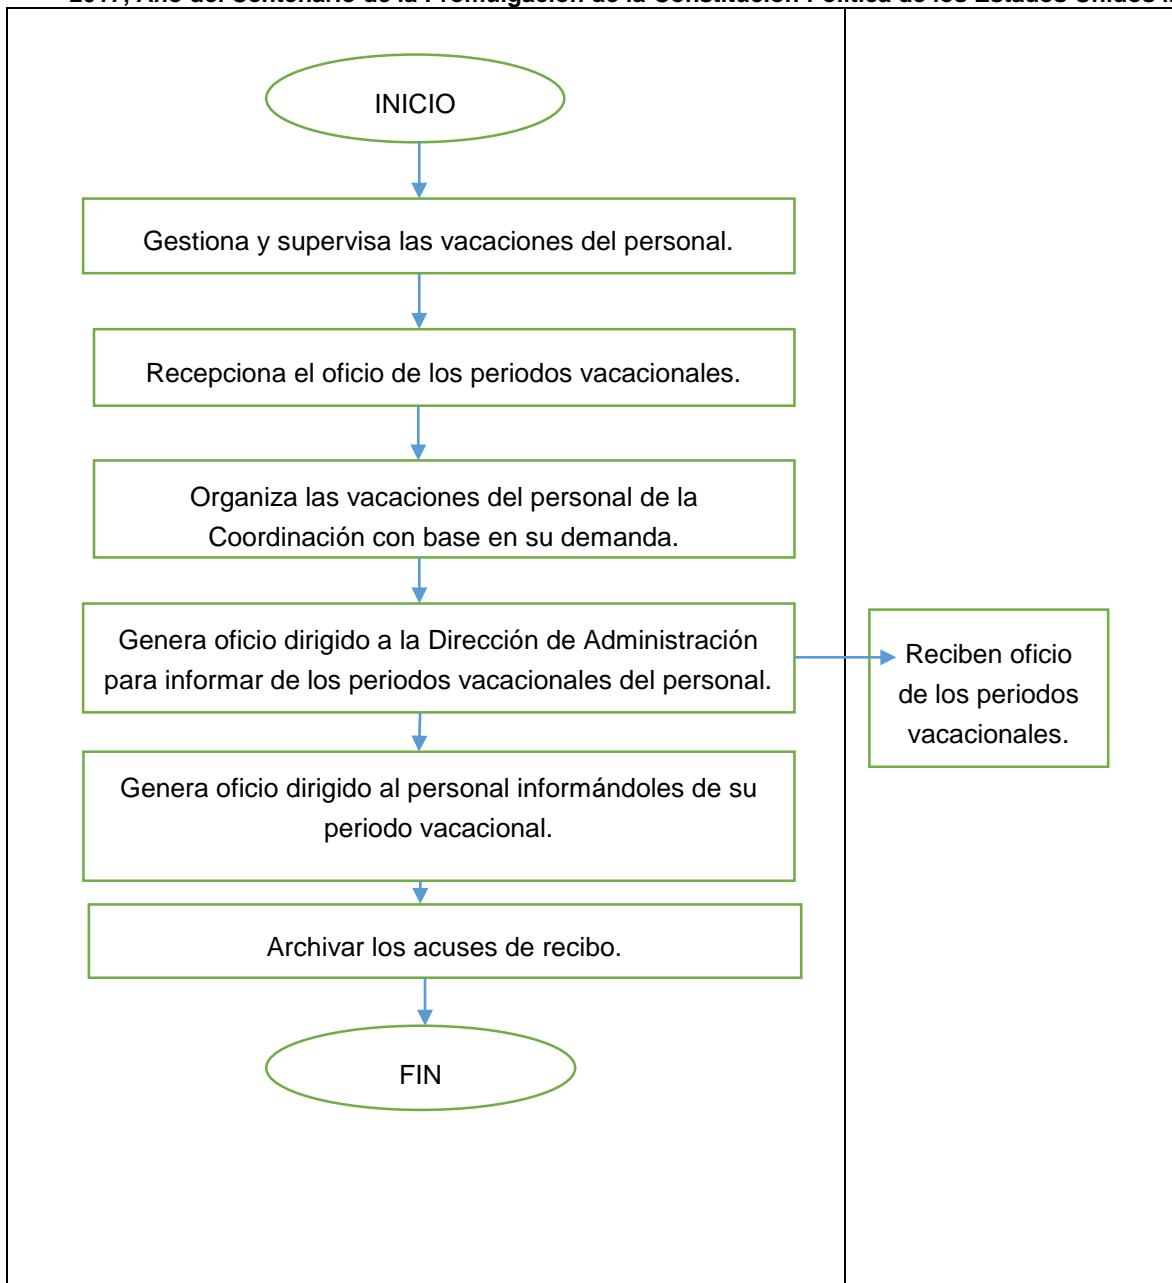 INICIO
Gestiona y supervisa las vacaciones del personal.
Recepciona el oficio de los periodos vacacionales.
Organiza las vacaciones del personal de la
Coordinación con base en su demanda.
Genera oficio dirigido a la Dirección de Administración
para informar de los periodos vacacionales del personal.
Reciben oficio
de los periodos
vacacionales.
Genera oficio dirigido al personal informándoles de su
periodo vacacional.
Archivar los acuses de recibo.
FIN